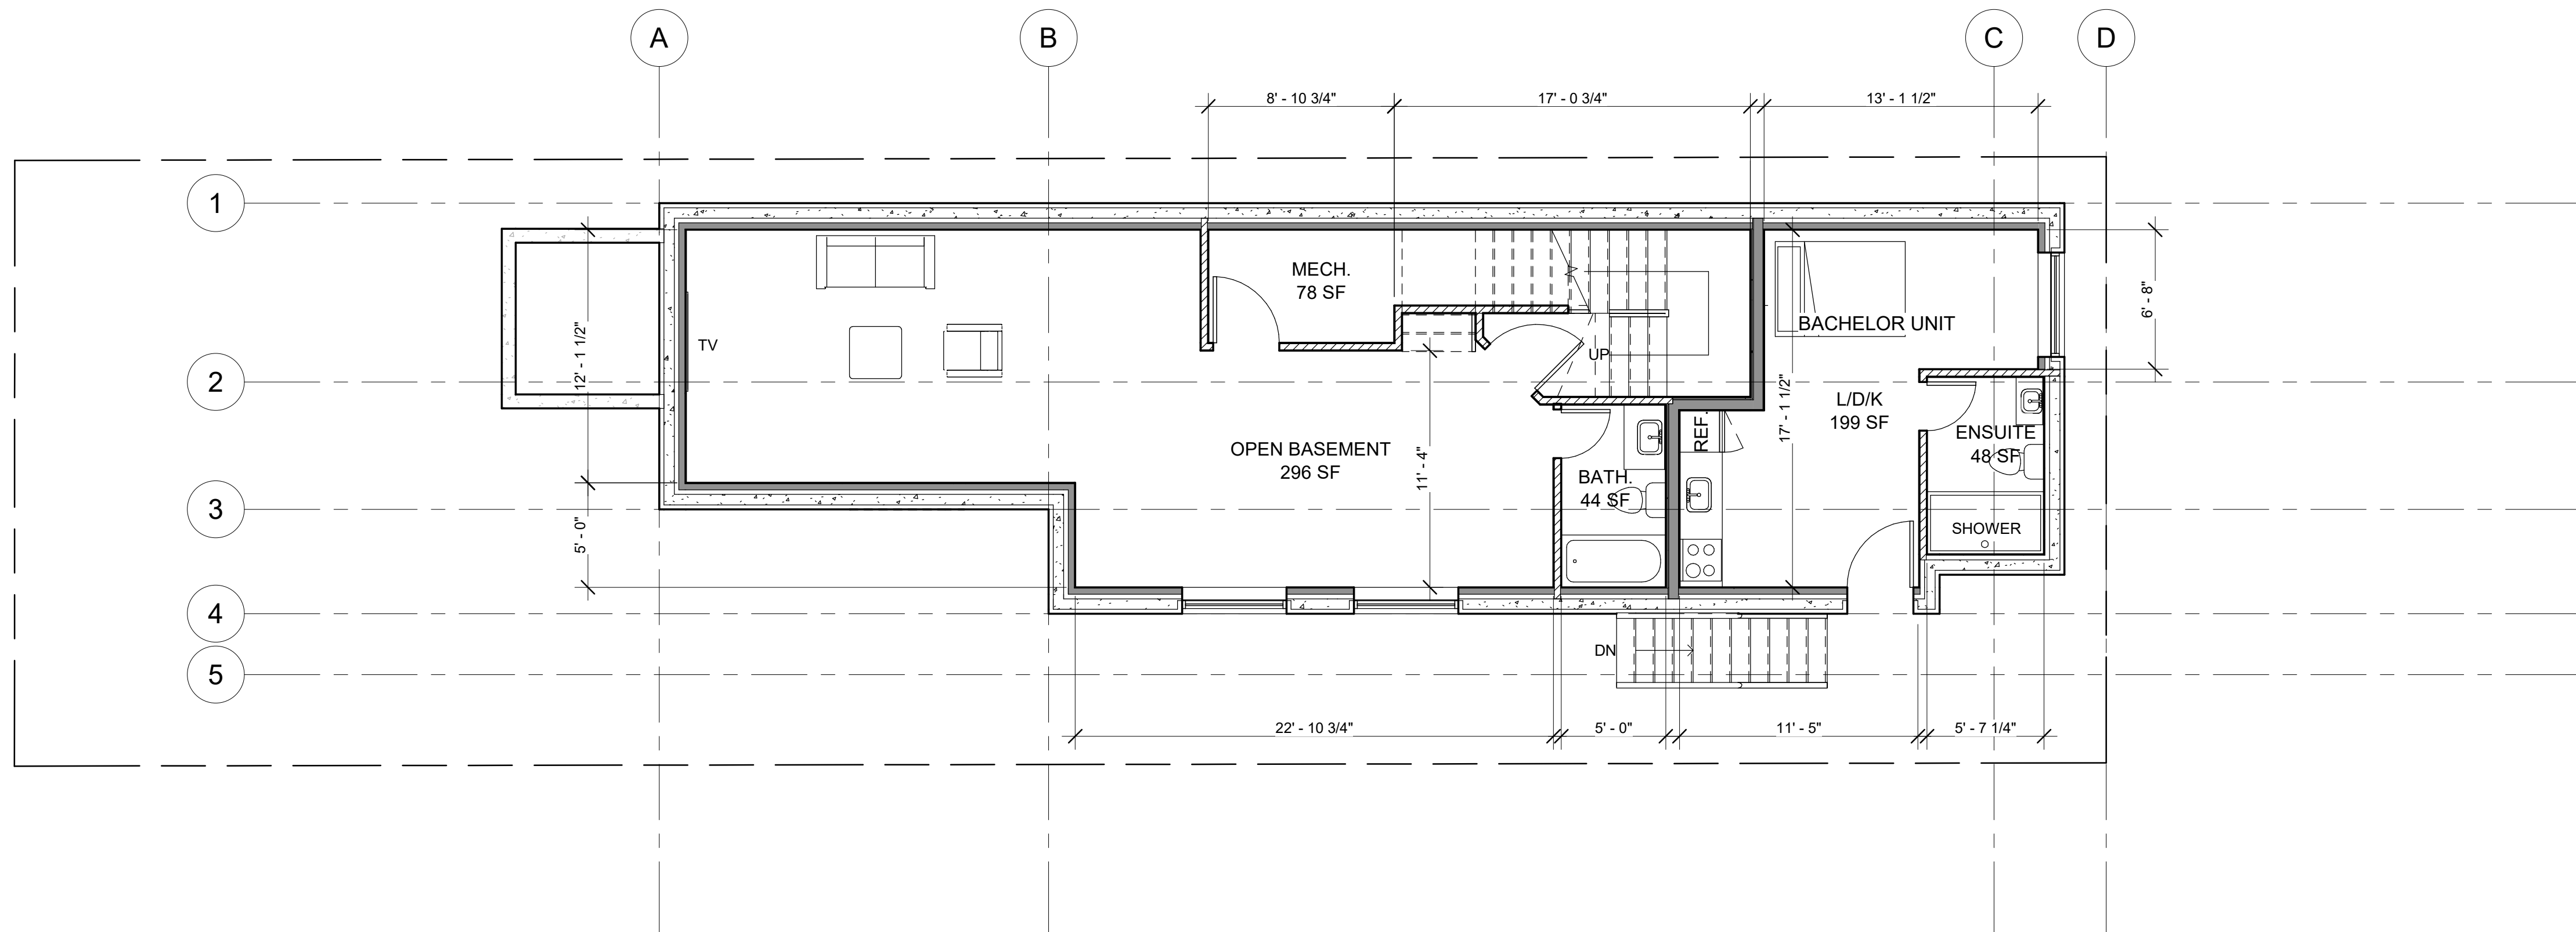 A
B
C
D
8' - 10 3/4"
17' - 0 3/4"
13' - 1 1/2"
1
2
3
4
5
MECH.
78 SF
TV
12' - 1 1/2"
5' - 0"
UP
BACHELOR UNIT
6' - 8"
OPEN BASEMENT
296 SF
11' - 4"
BATH.
44 SF
REF.
17' - 1 1/2"
L/D/K
199 SF
ENSUITE
48 SF
SHOWER
DN
22' - 10 3/4"
5' - 0"
11' - 5"
5' - 7 1/4"